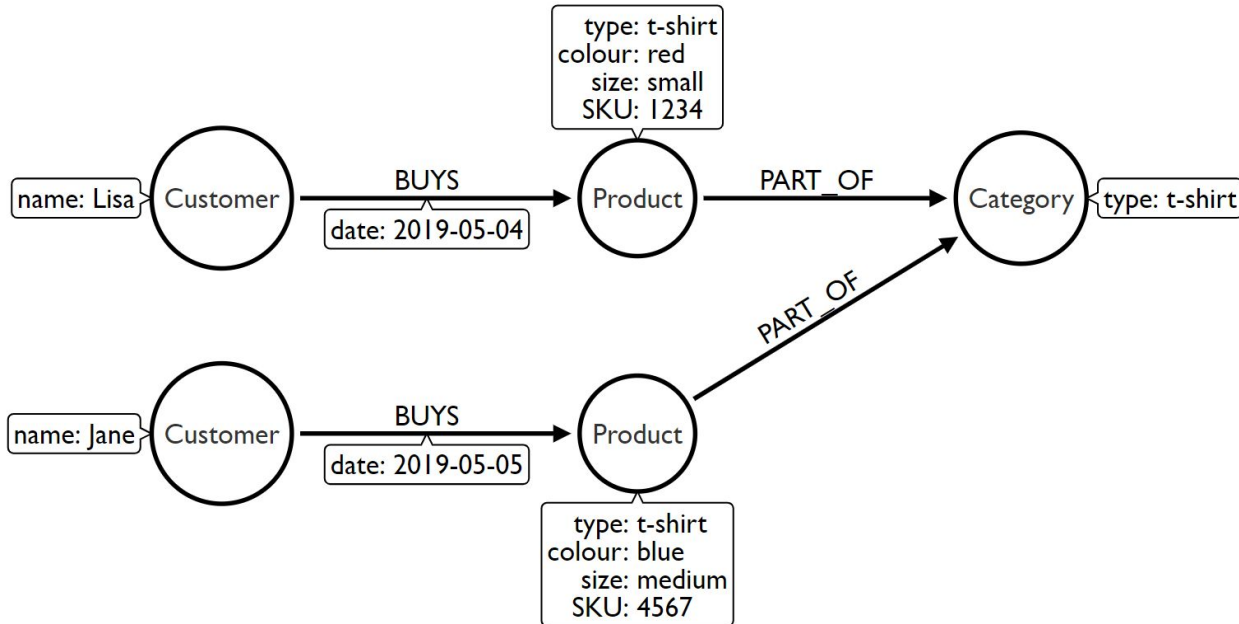 type: t-shirt
colour: red
size: small
SKU: 1234
name: Lisa
Customer
BUYS
date: 2019-05-04
Product
PART_OF
Category
type: t-shirt
PART_OF
name: Jane
Customer
BUYS
date: 2019-05-05
Product
type: t-shirt
colour: blue
size: medium
SKU: 4567